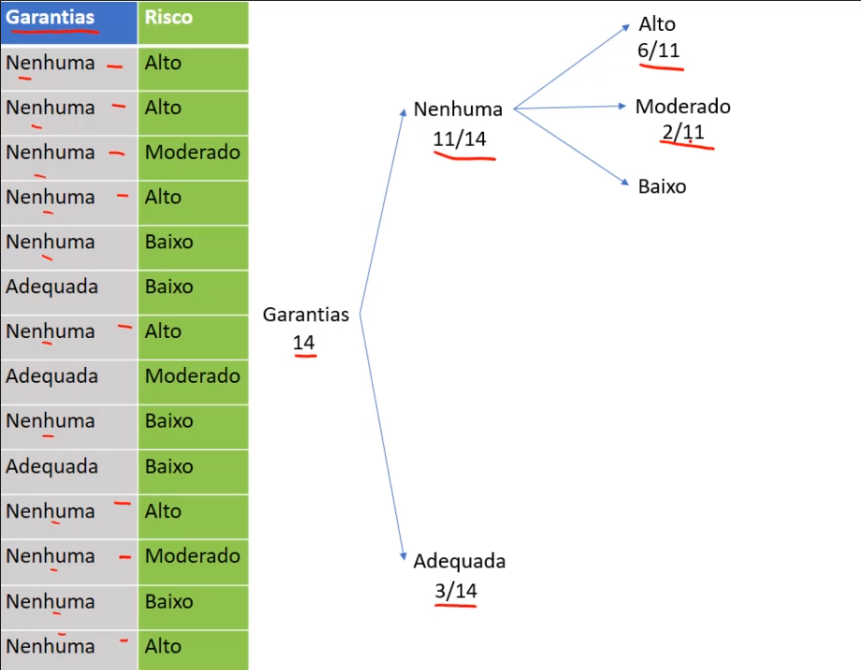 Garantias Risco
Nenhuma Alto
Nenhuma Alto
Nenhuma Moderado
Nenhuma Alto
Nenhuma Baixo
Adequada Baixo
Nenhuma Alto
Adequada Moderado
Nenhuma Baixo
Adequada Baixo
Nenhuma Alto
Nenhuma Moderado
Nenhuma Baixo
Nenhuma Alto
Garantias
14
Nenhuma
11/14
Alto
6/11
Moderado
2/11
Baixo
Adequada
3/14